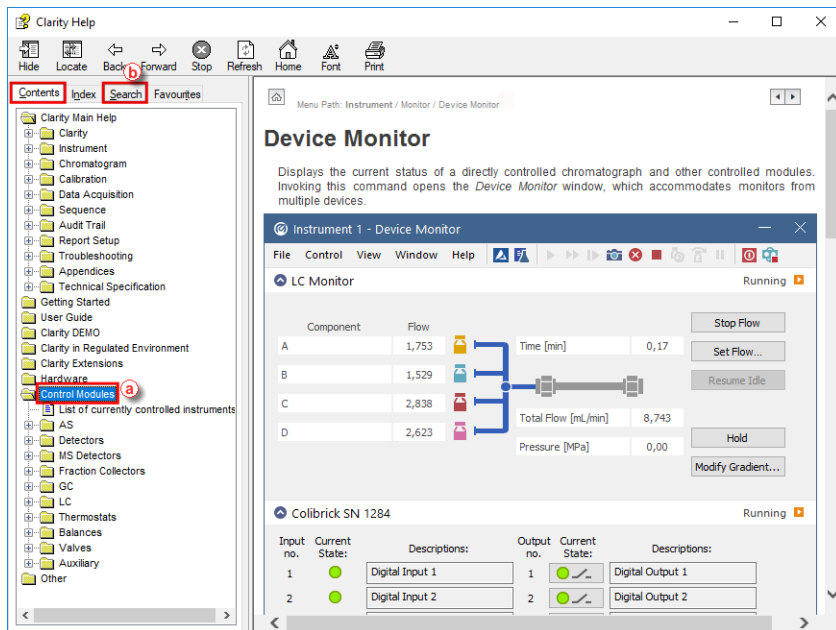 Clarity Help
Hide Locate Back Forward Stop Refresh Home Font Print
b
Contents Index Search Favourites
Clarity Main Help
Clarity
Instrument
Chromatogram
Calibration
Data Acquisition
Sequence
Audit Trail
Report Setup
Troubleshooting
Appendices
Technical Specification
Getting Started
User Guide
Clarity DEMO
Clarity in Regulated Environment
Clarity Extensions
Hardware
Control Modules a
List of currently controlled instruments
AS
Detectors
MS Detectors
Fraction Collectors
GC
LC
Thermostats
Balances
Valves
Auxiliary
Other
Menu Path: Instrument / Monitor / Device Monitor
Device Monitor
Displays the current status of a directly controlled chromatograph and other controlled modules.
Invoking this command opens the Device Monitor window, which accommodates monitors from
multiple devices.
Instrument 1 - Device Monitor
File Control View Window Help
LC Monitor Running
Component Flow
A 1,753
B 1,529
C 2,838
D 2,623
Time [min] 0,17
Total Flow [mL/min] 8,743
Pressure [MPa] 0,00
Stop Flow
Set Flow...
Resume Idle
Hold
Modify Gradient...
Colibrick SN 1284 Running
Input Current Output Current
no. State: Descriptions: no. State: Descriptions:
1 Digital Input 1 1 Digital Output 1
2 Digital Input 2 2 Digital Output 2